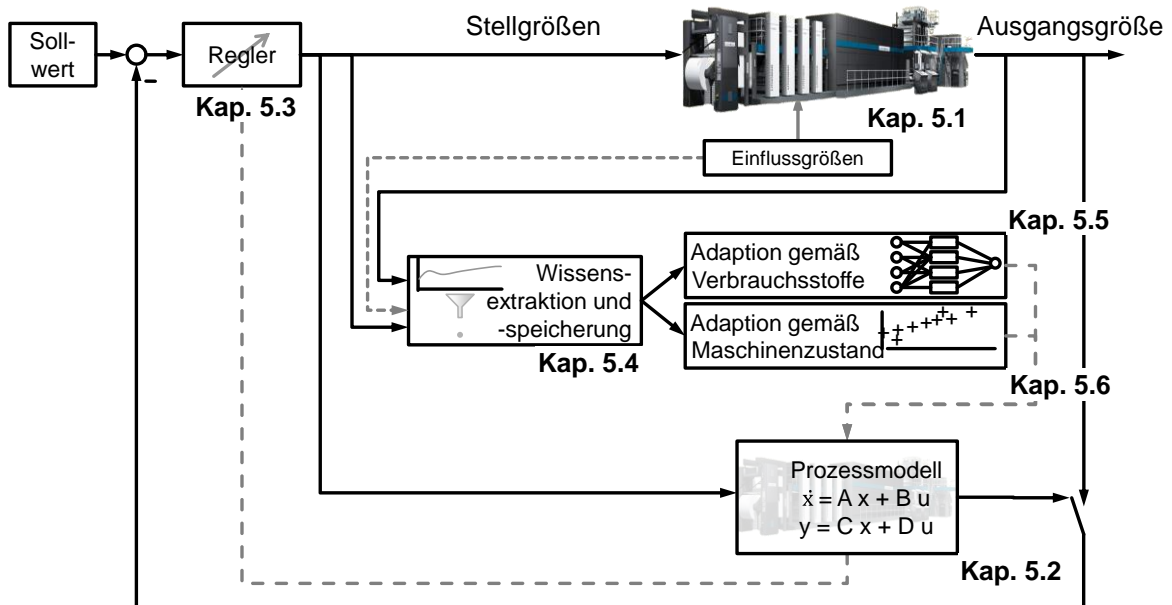 Soll-
wert
-
Regler
Kap. 5.3
Stellgrößen
Ausgangsgröße
Kap. 5.1
Einflussgrößen
Kap. 5.5
Wissens-
extraktion und
-speicherung
Kap. 5.4
Adaption gemäß
Verbrauchsstoffe
Adaption gemäß
Maschinenzustand
Kap. 5.6
Prozessmodell
ẋ = A x + B u
y = C x + D u
Kap. 5.2